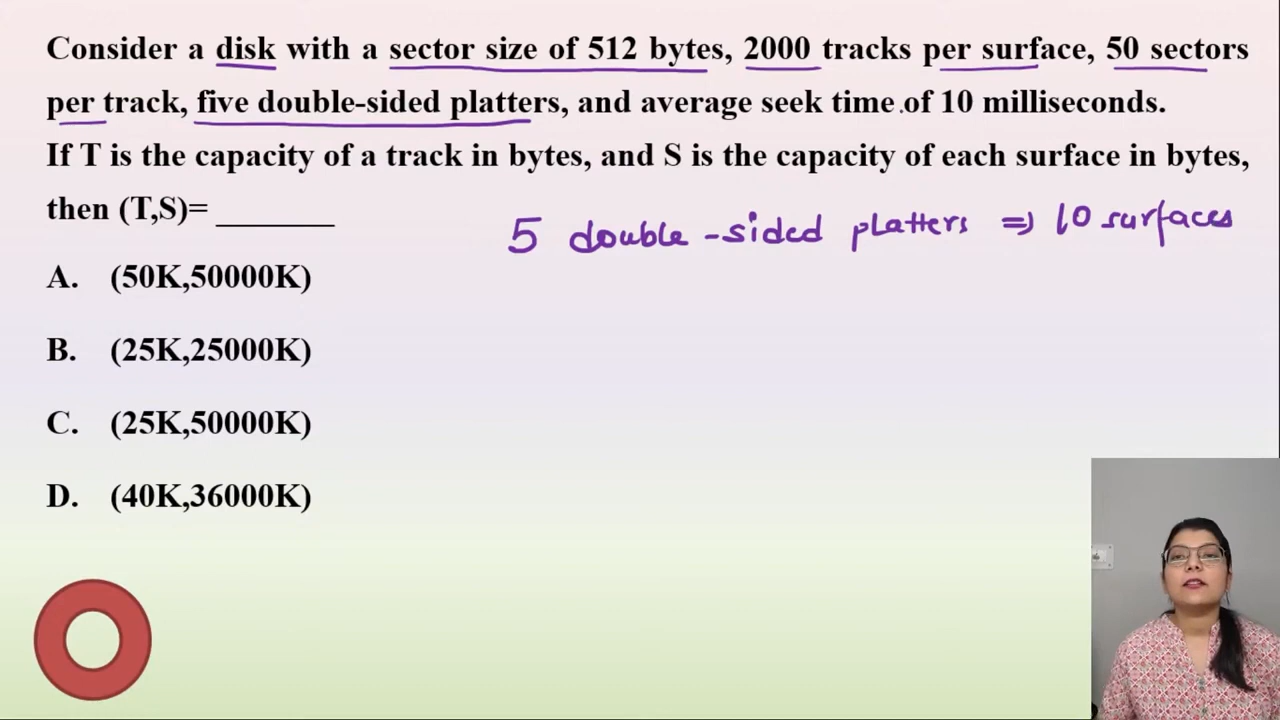 Consider a disk with a sector size of 512 bytes, 2000 tracks per surface, 50 sectors
per track, five double-sided platters, and average seek time of 10 milliseconds.
If T is the capacity of a track in bytes, and S is the capacity of each surface in bytes,
then (T,S)= _______
5 double-sided platters ⇒ 10 surfaces
A. (50K,50000K)
B. (25K,25000K)
C. (25K,50000K)
D. (40K,36000K)